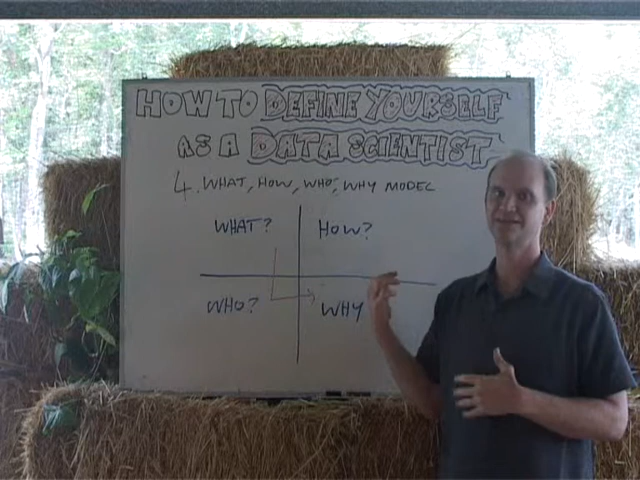 HOW TO DEFINE YOURSELF
AS A DATA SCIENTIST
4. WHAT, HOW, WHO, WHY MODEL
WHAT? HOW?
WHO? WHY